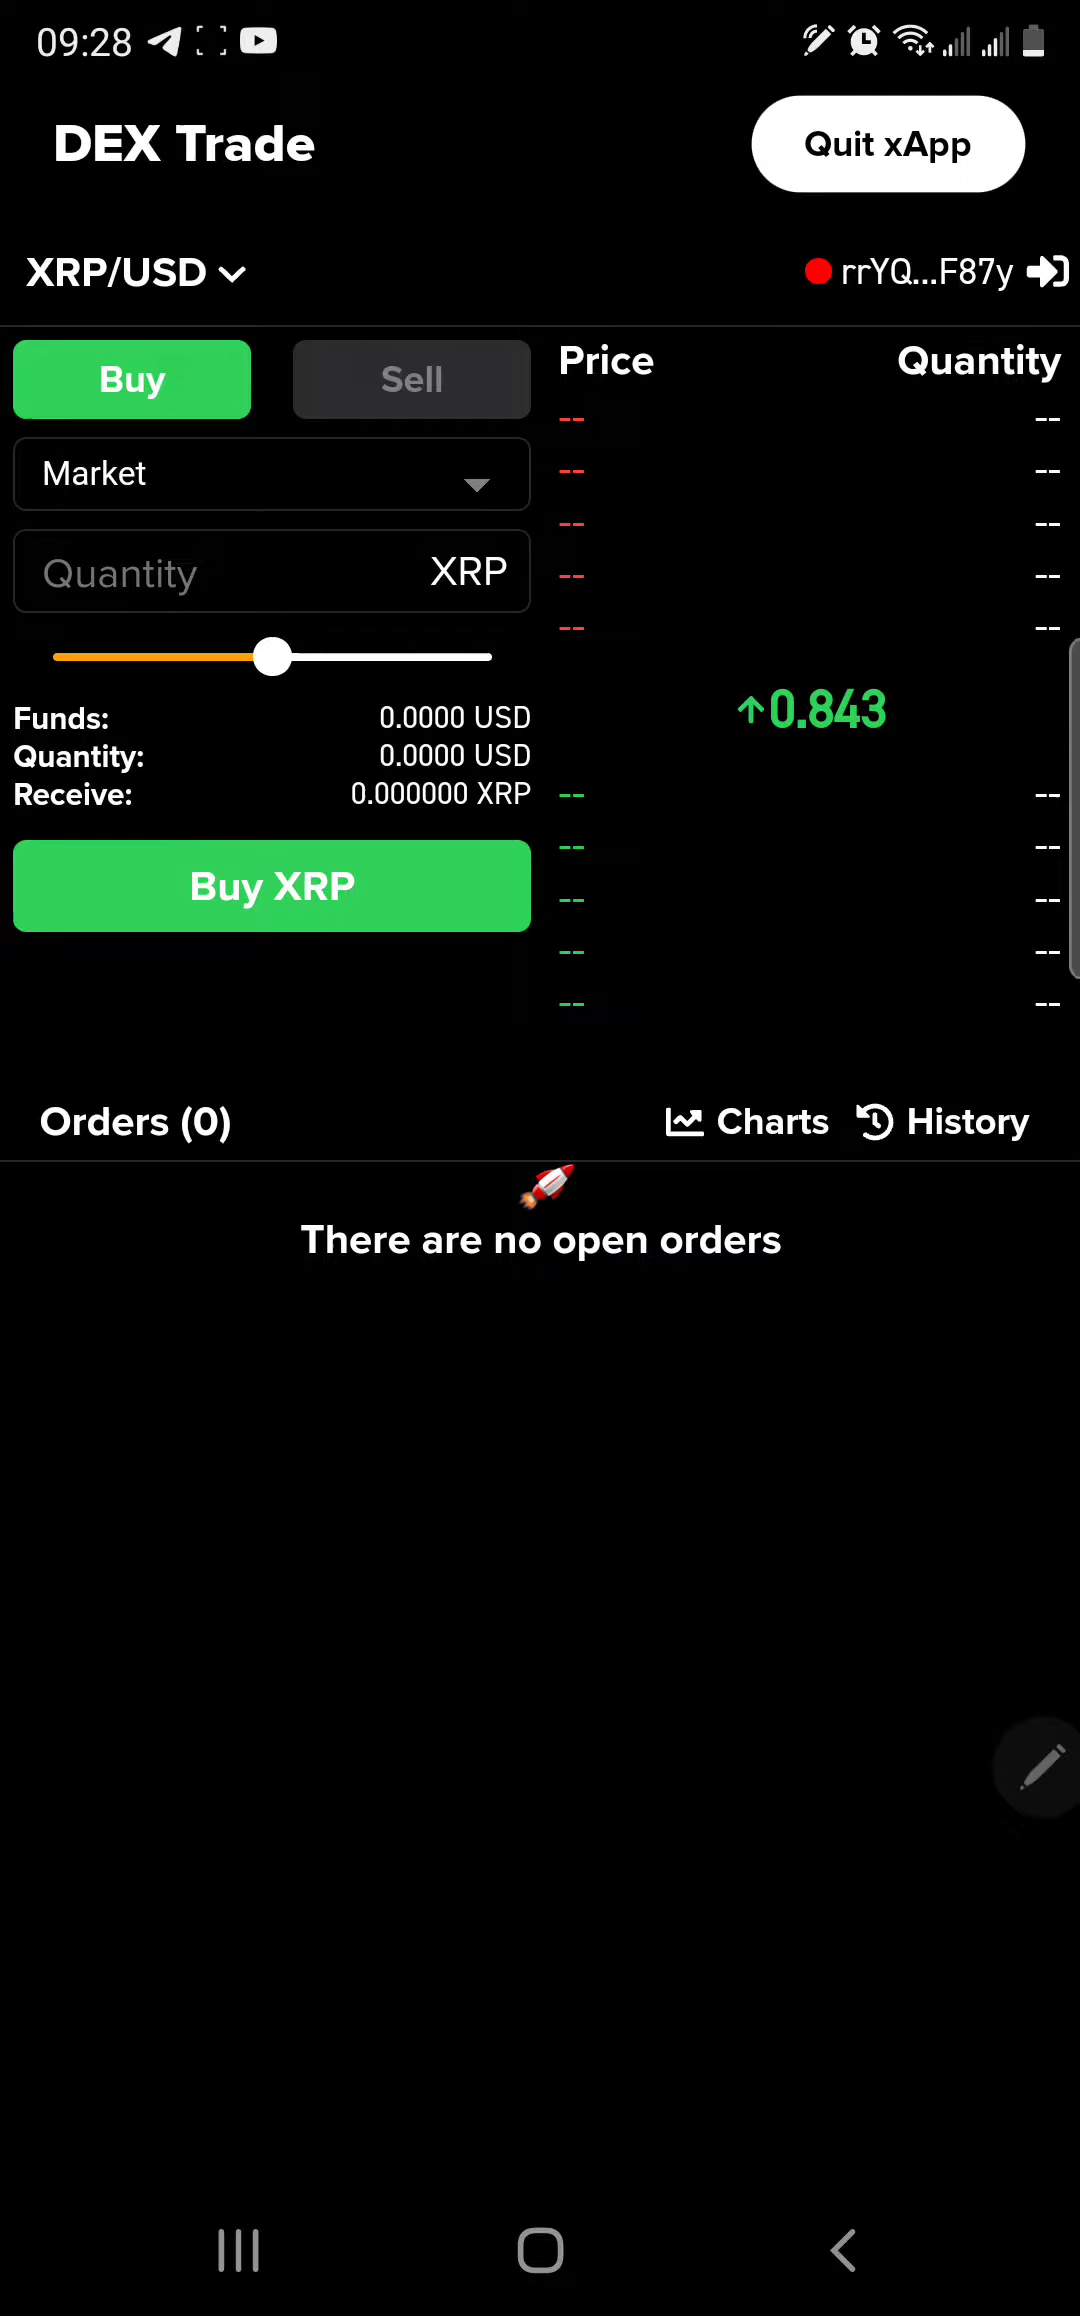 09:28
DEX Trade
Quit xApp
XRP/USD
rrYQ...F87y
Buy
Sell
Price
Quantity
Market
Quantity
XRP
-- --
-- --
-- --
-- --
-- --
↑0.843
Funds: 0.0000 USD
Quantity: 0.0000 USD
Receive: 0.000000 XRP
Buy XRP
-- --
-- --
-- --
-- --
-- --
Orders (0)
Charts
History
There are no open orders